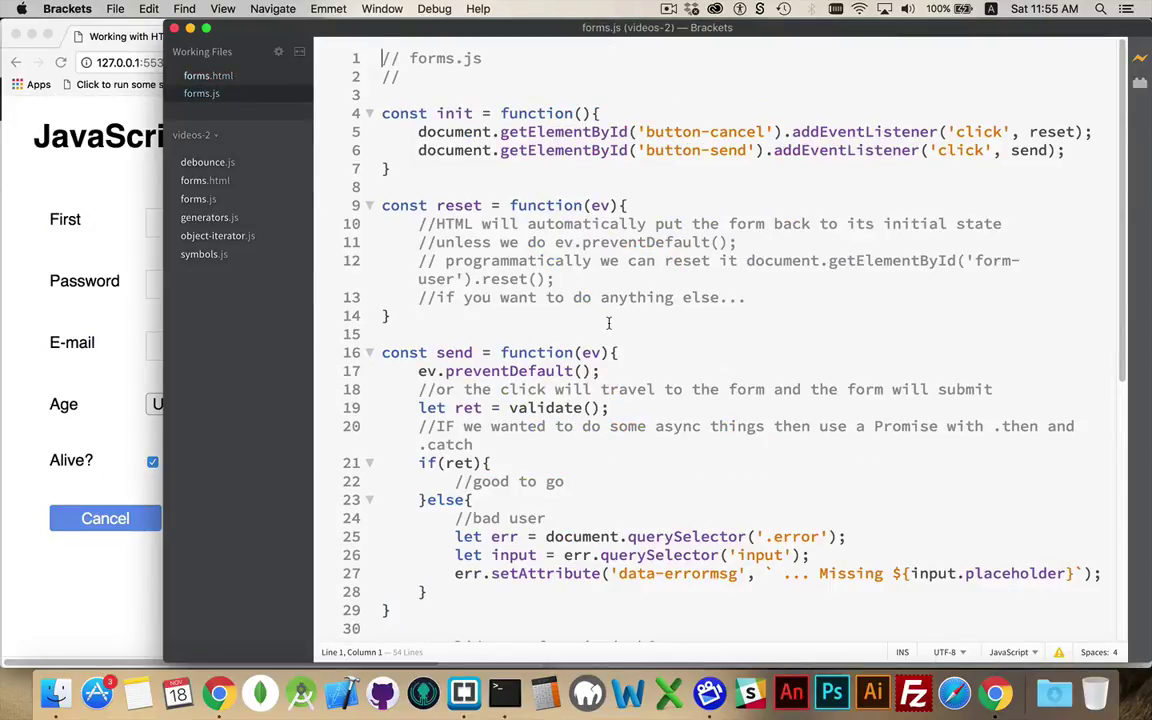 Brackets File Edit View Navigate Emmet Window Debug Help 100% A Sat 11:55 AM
Working with HT
127.0.0.1:553
Apps Click to run some s
JavaScri
First
Password
E-mail
Age U
Alive?
Cancel
forms.js (videos-2) — Brackets
Working Files
forms.html
forms.js
videos-2
debounce.js
forms.html
forms.js
generators.js
object-iterator.js
symbols.js
1 // forms.js
2 //
3
4 const init = function(){
5 document.getElementById('button-cancel').addEventListener('click', reset);
6 document.getElementById('button-send').addEventListener('click', send);
7 }
8
9 const reset = function(ev){
10 //HTML will automatically put the form back to its initial state
11 //unless we do ev.preventDefault();
12 // programmatically we can reset it document.getElementById('form-
user').reset();
13 //if you want to do anything else...
14 }
15
16 const send = function(ev){
17 ev.preventDefault();
18 //or the click will travel to the form and the form will submit
19 let ret = validate();
20 //IF we wanted to do some async things then use a Promise with .then and
.catch
21 if(ret){
22 //good to go
23 }else{
24 //bad user
25 let err = document.querySelector('.error');
26 let input = err.querySelector('input');
27 err.setAttribute('data-errormsg', ` ... Missing ${input.placeholder}`);
28 }
29 }
30
Line 1, Column 1 — 54 Lines INS UTF-8 JavaScript Spaces: 4
3
NOV
18
W
X
S
An
Ps
Ai
Fz